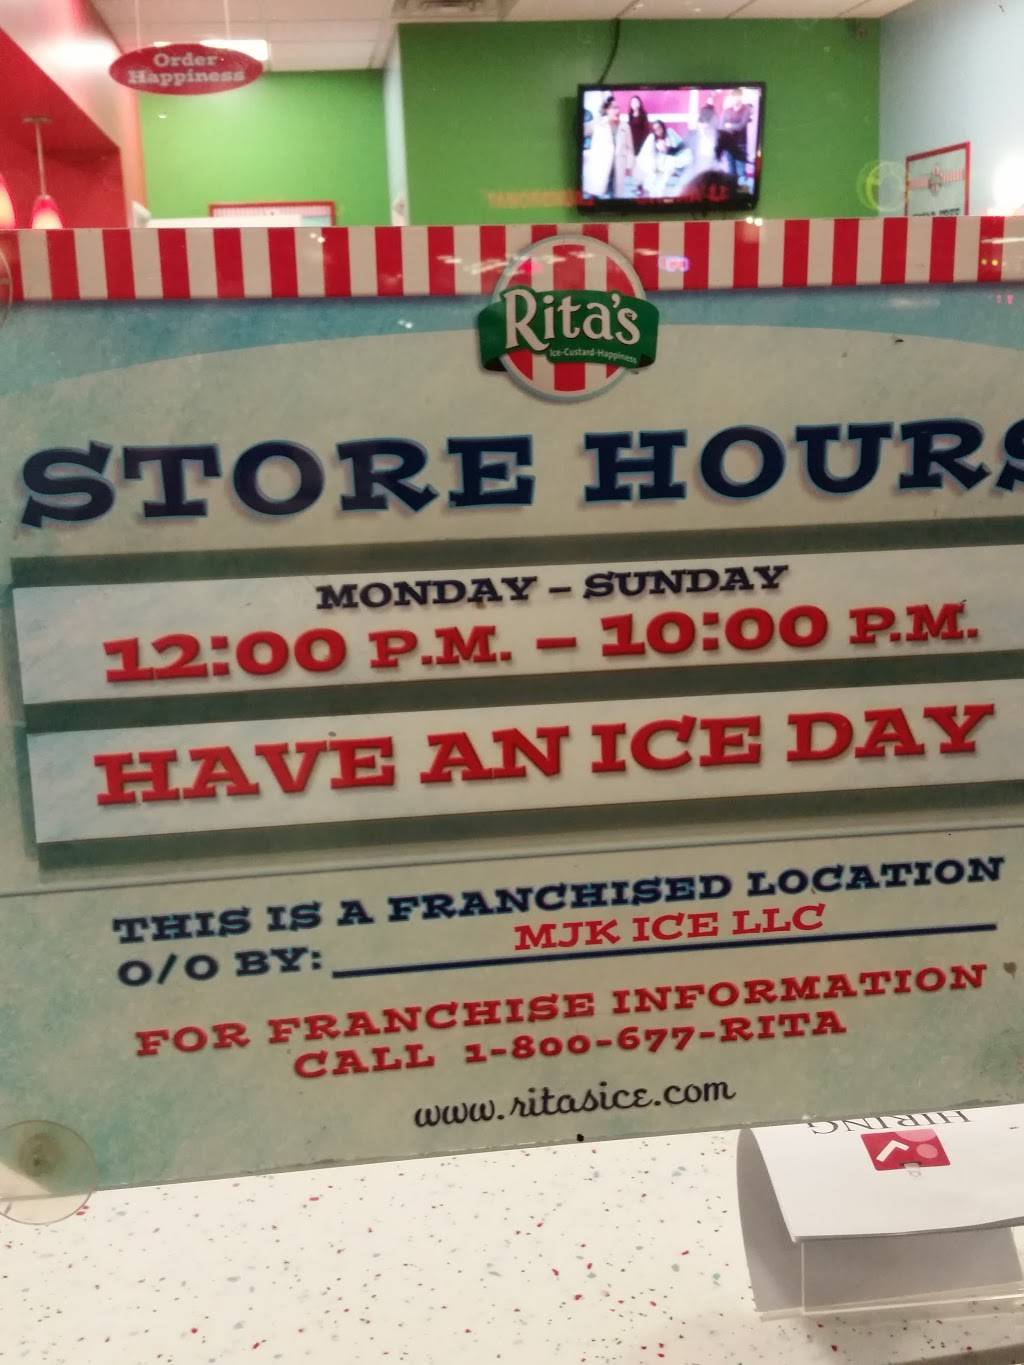 Order
Happiness
Rita's
Ice-Custard-Happiness
STORE HOURS
MONDAY – SUNDAY
12:00 P.M. – 10:00 P.M.
HAVE AN ICE DAY
THIS IS A FRANCHISED LOCATION
O/O BY: MJK ICE LLC
FOR FRANCHISE INFORMATION
CALL 1-800-677-RITA
www.ritasice.com
HIRING